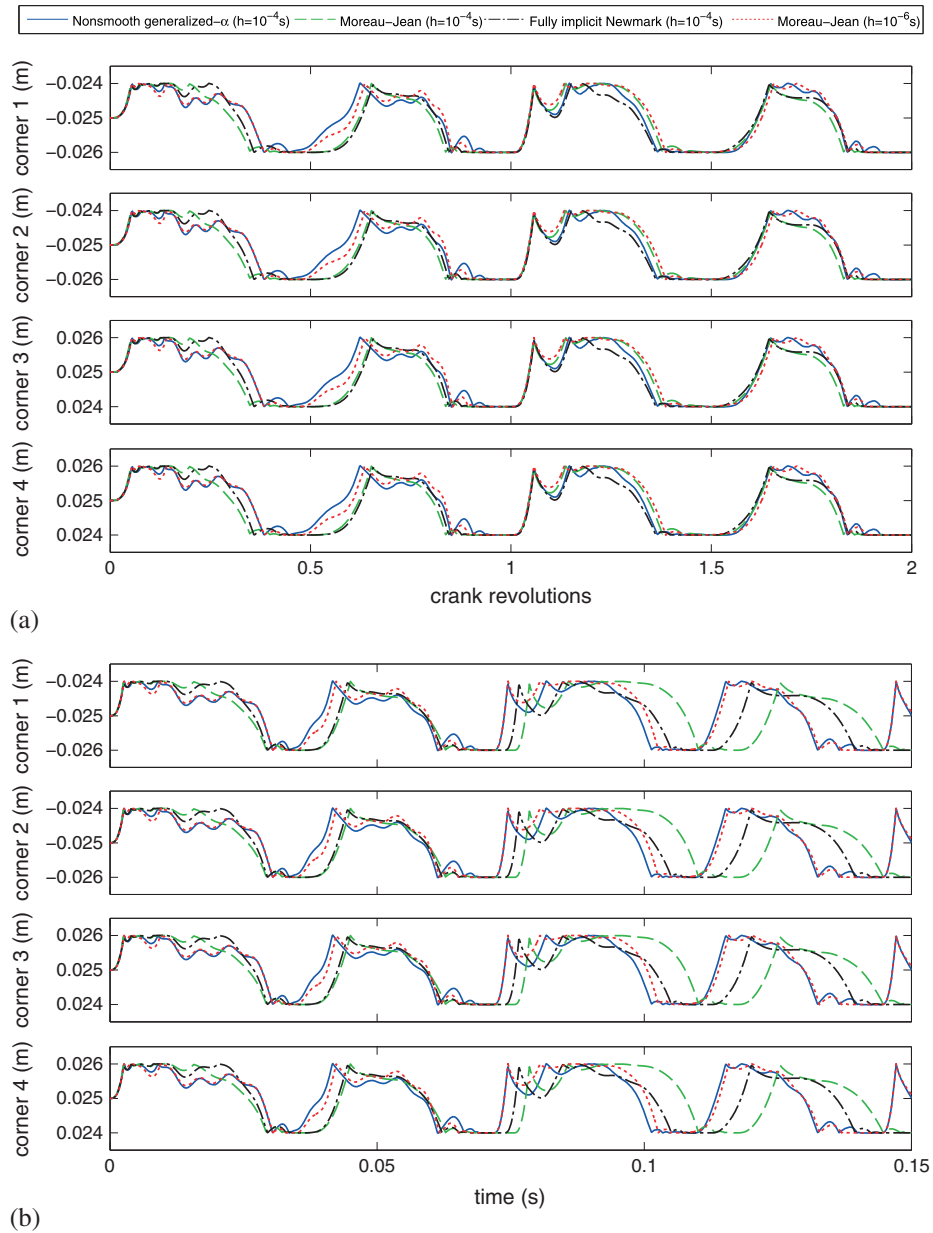 Nonsmooth generalized−α (h=10⁻⁴s) Moreau−Jean (h=10⁻⁴s) Fully implicit Newmark (h=10⁻⁴s) Moreau−Jean (h=10⁻⁶s)
corner 1 (m)
−0.024
−0.025
−0.026
corner 2 (m)
−0.024
−0.025
−0.026
corner 3 (m)
0.026
0.025
0.024
corner 4 (m)
0.026
0.025
0.024
0 0.5 1 1.5 2
crank revolutions
(a)
corner 1 (m)
−0.024
−0.025
−0.026
corner 2 (m)
−0.024
−0.025
−0.026
corner 3 (m)
0.026
0.025
0.024
corner 4 (m)
0.026
0.025
0.024
0 0.05 0.1 0.15
time (s)
(b)